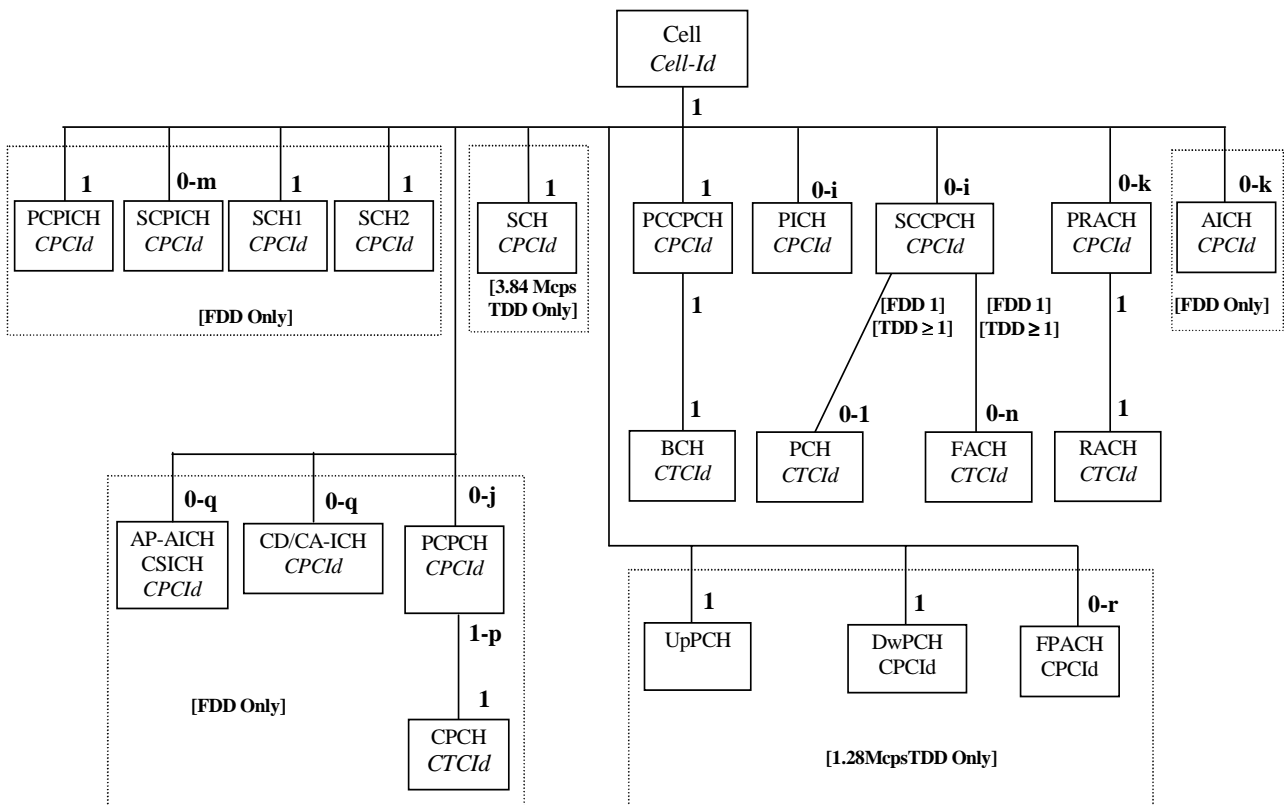 Cell
Cell-Id
1
1
0-m
1
1
1
1
0-i
0-i
0-k
0-k
PCPICH
CPCId
SCPICH
CPCId
SCH1
CPCId
SCH2
CPCId
SCH
CPCId
PCCPCH
CPCId
PICH
CPCId
SCCPCH
CPCId
PRACH
CPCId
AICH
CPCId
[FDD Only]
[3.84 Mcps
TDD Only]
1
[FDD 1]
[TDD ≥ 1]
[FDD 1]
[TDD ≥ 1]
1
[FDD Only]
1
0-1
0-n
1
BCH
CTCId
PCH
CTCId
FACH
CTCId
RACH
CTCId
0-q
0-q
0-j
AP-AICH
CSICH
CPCId
CD/CA-ICH
CPCId
PCPCH
CPCId
1-p
1
CPCH
CTCId
[FDD Only]
1
1
0-r
UpPCH
DwPCH
CPCId
FPACH
CPCId
[1.28McpsTDD Only]